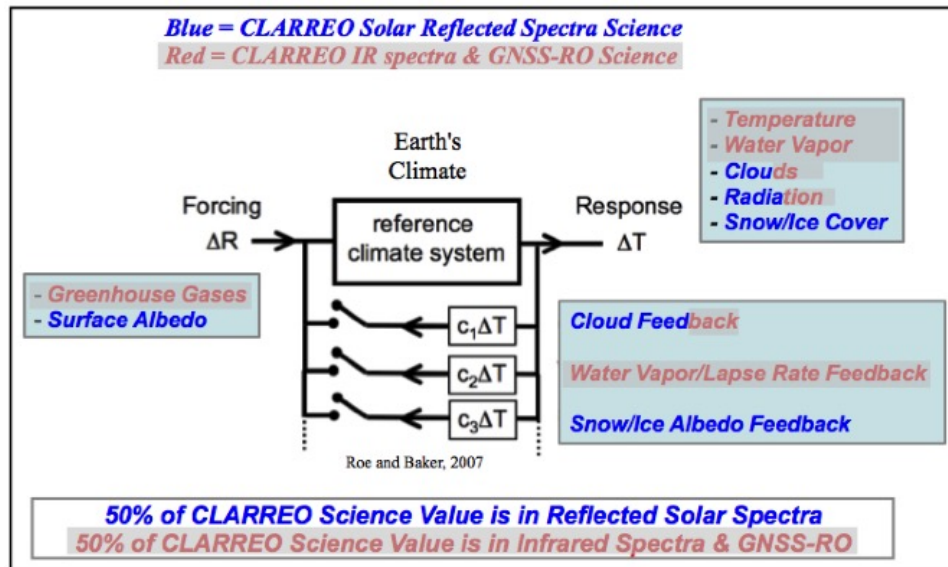 Blue = CLARREO Solar Reflected Spectra Science
Red = CLARREO IR spectra & GNSS-RO Science
Earth's
Climate
Forcing
ΔR
reference
climate system
Response
ΔT
- Temperature
- Water Vapor
- Clouds
- Radiation
- Snow/Ice Cover
- Greenhouse Gases
- Surface Albedo
c₁ΔT
c₂ΔT
c₃ΔT
Cloud Feedback
Water Vapor/Lapse Rate Feedback
Snow/Ice Albedo Feedback
Roe and Baker, 2007
50% of CLARREO Science Value is in Reflected Solar Spectra
50% of CLARREO Science Value is in Infrared Spectra & GNSS-RO